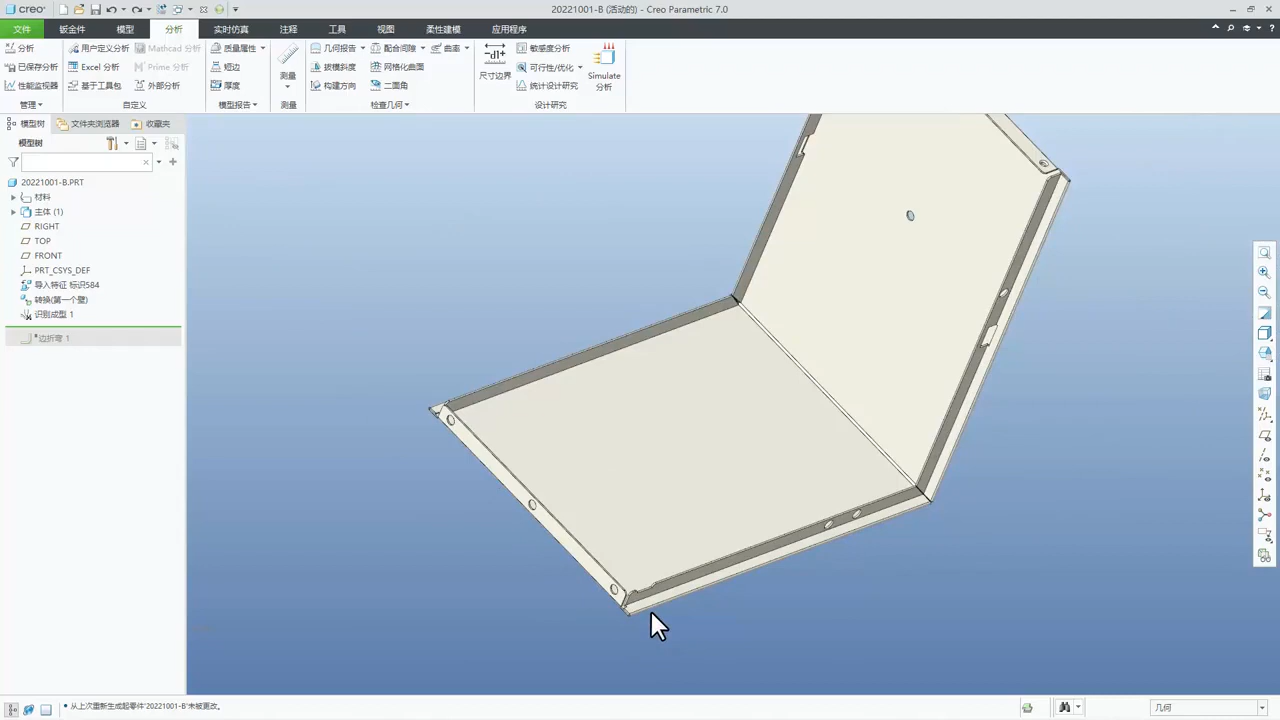 creo
20221001-B (活动的) - Creo Parametric 7.0
文件 钣金件 模型 分析 实时仿真 注释 工具 视图 柔性建模 应用程序
分析 用户定义分析 Mathcad 分析 质量属性 几何报告 配合间隙 曲率 敏感度分析
已保存分析 Excel 分析 Prime 分析 短边 测量 拔模斜度 网格化曲面 尺寸边界 可行性/优化 Simulate
分析
性能监视器 基于工具包 外部分析 厚度 构建方向 二面角 统计设计研究
管理 自定义 模型报告 测量 检查几何 设计研究
模型树 文件夹浏览器 收藏夹
模型树
20221001-B.PRT
材料
主体 (1)
RIGHT
TOP
FRONT
PRT_CSYS_DEF
导入特征 标识584
转换(第一个壁)
识别成型 1
*边折弯 1
• 从上次重新生成起零件'20221001-B'未被更改。
几何